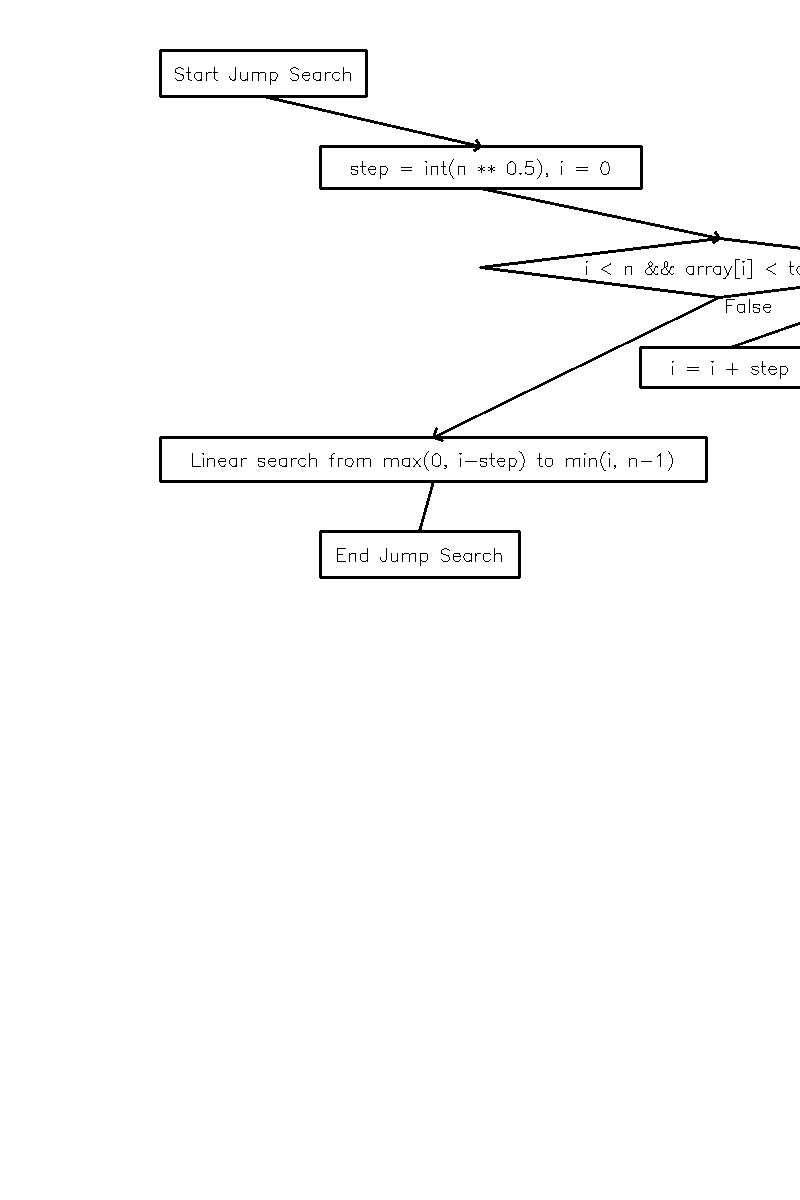 Start Jump Search
step = int(n ** 0.5), i = 0
i < n && array[i] <
False
i = i + step
Linear search from max(0, i-step) to min(i, n-1)
End Jump Search